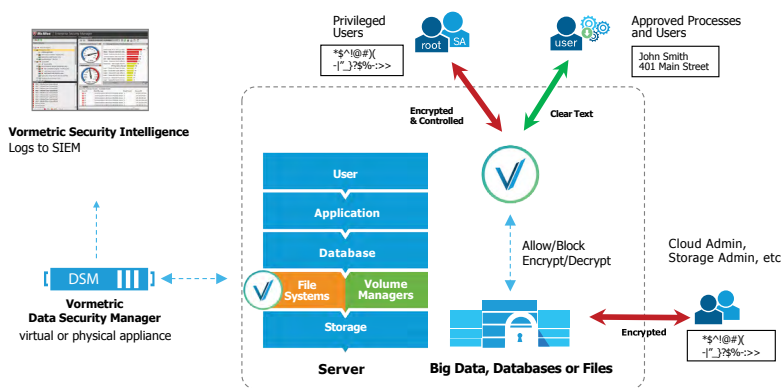 Privileged
Users
*$^!@#)(
-|"_}?$%-:>>
root
SA
Approved Processes
and Users
user
John Smith
401 Main Street
Encrypted
& Controlled
Clear Text
Vormetric Security Intelligence
Logs to SIEM
User
Application
Database
File
Systems
Volume
Managers
Storage
Server
Allow/Block
Encrypt/Decrypt
DSM
Vormetric
Data Security Manager
virtual or physical appliance
Big Data, Databases or Files
Encrypted
Cloud Admin,
Storage Admin, etc
*$^!@#)(
-|"_}?$%-:>>